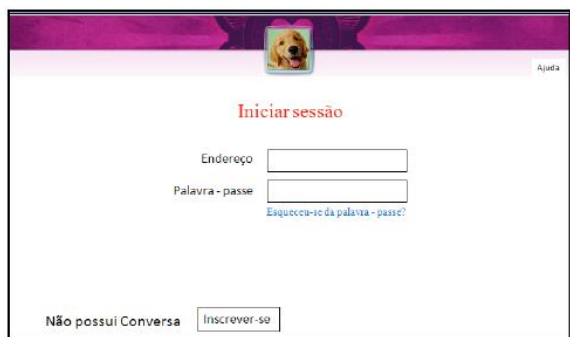 Ajuda
Iniciar sessão
Endereço
Palavra - passe
Esqueceu-se da palavra - passe?
Não possui Conversa Inscrever-se